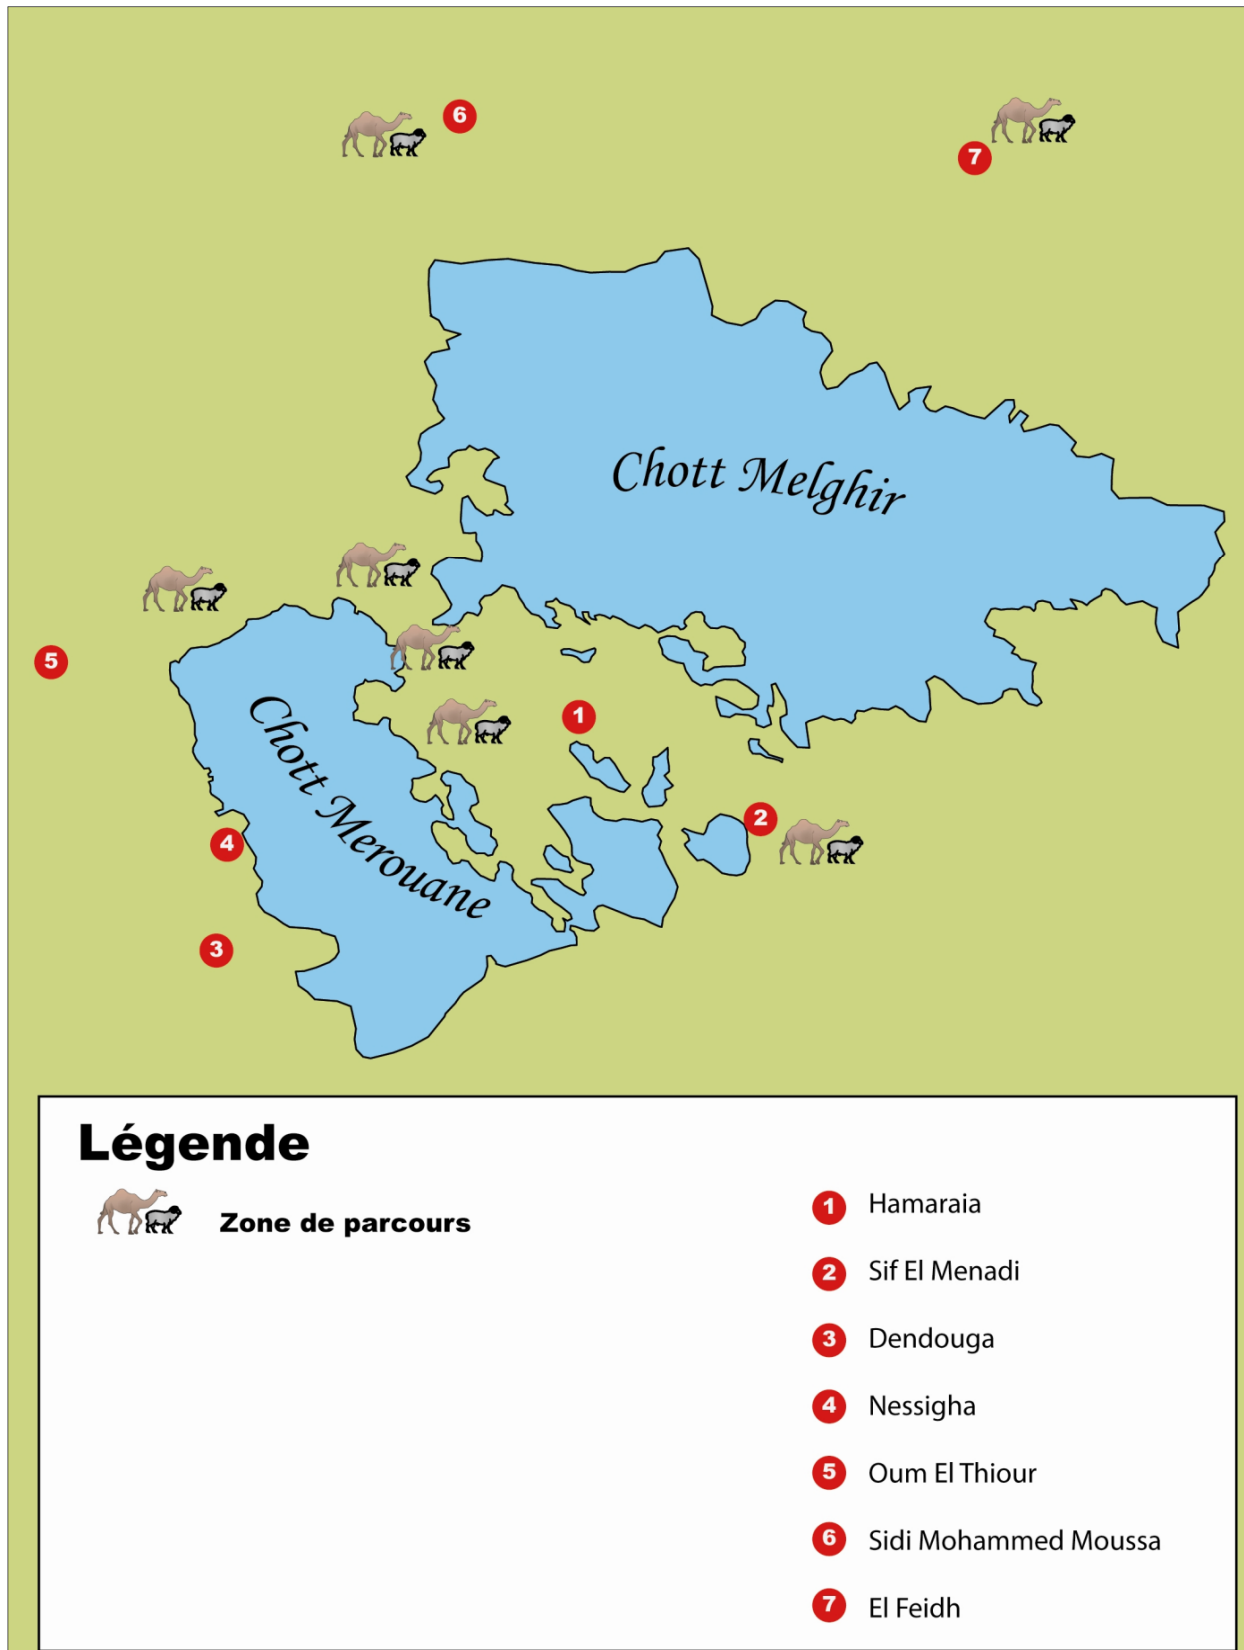 6
7
Chott Melghir
5
1
Chott Merouane
2
4
3
Légende
Zone de parcours
1 Hamaraia
2 Sif El Menadi
3 Dendouga
4 Nessigha
5 Oum El Thiour
6 Sidi Mohammed Moussa
7 El Feidh